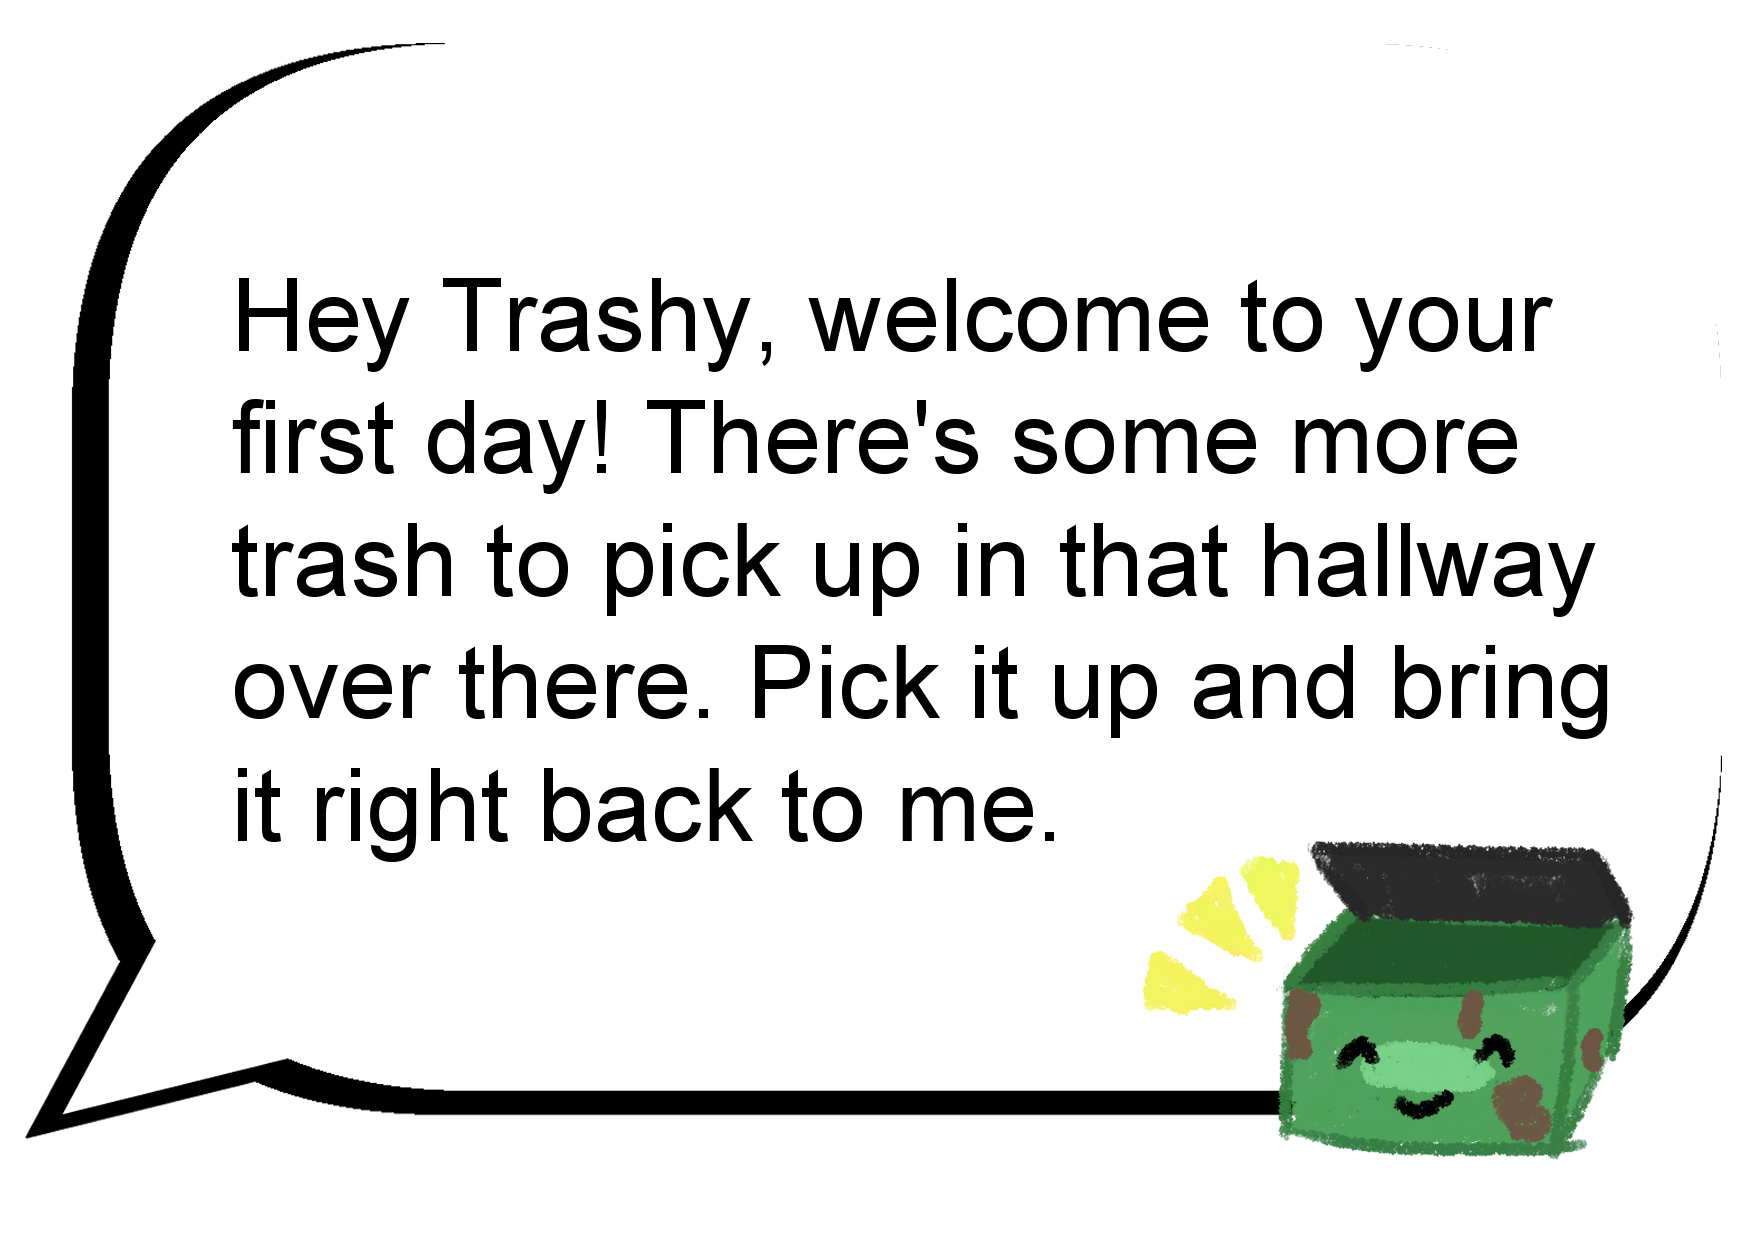 Hey Trashy, welcome to your
first day! There's some more
trash to pick up in that hallway
over there. Pick it up and bring
it right back to me.